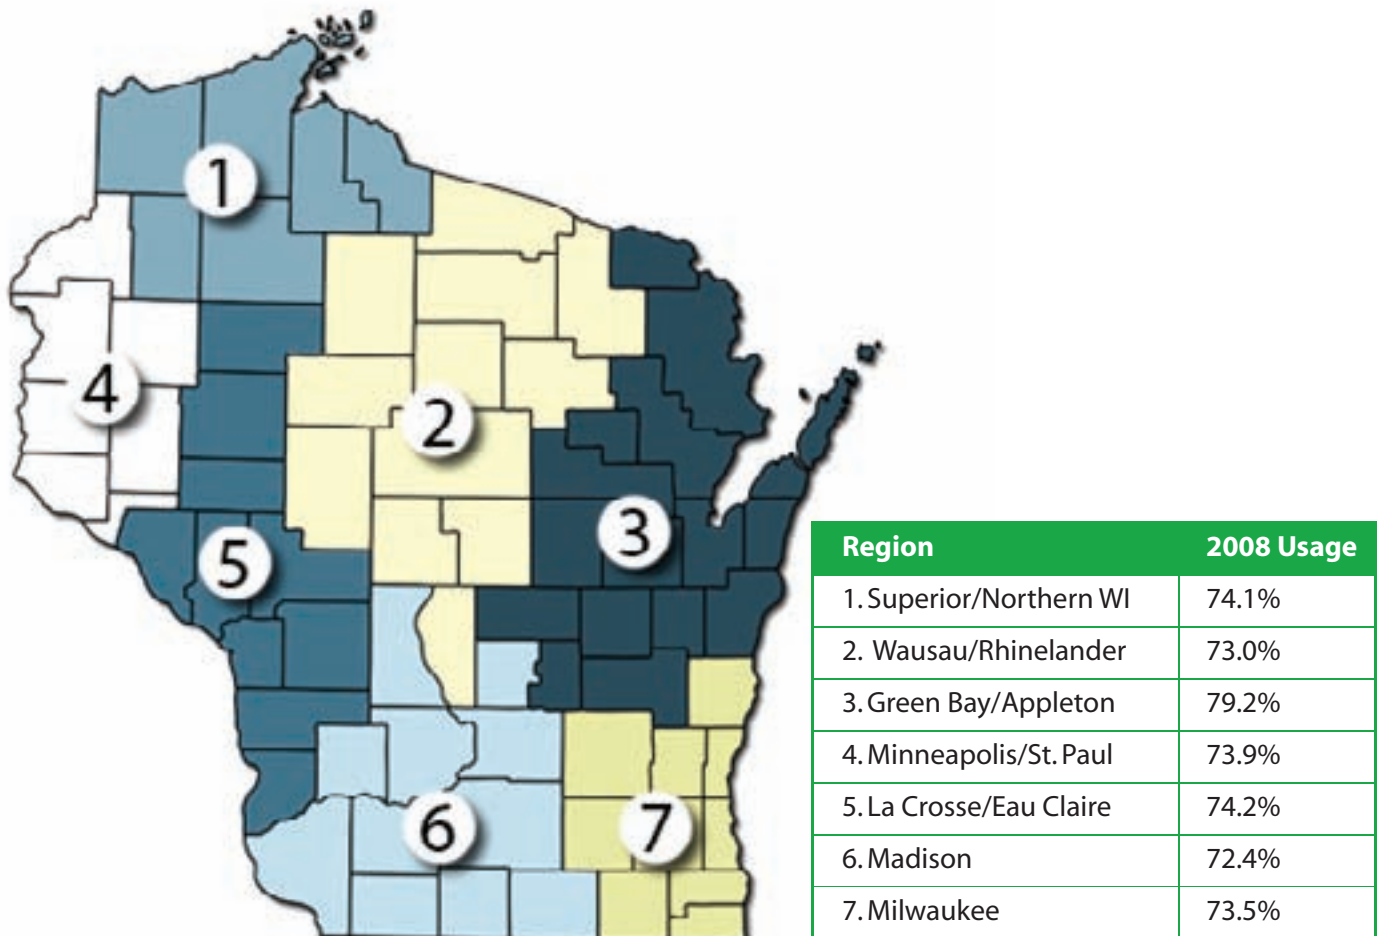 1
4
2
3
5
6
7
Region 2008 Usage
1. Superior/Northern WI 74.1%
2. Wausau/Rhinelander 73.0%
3. Green Bay/Appleton 79.2%
4. Minneapolis/St. Paul 73.9%
5. La Crosse/Eau Claire 74.2%
6. Madison 72.4%
7. Milwaukee 73.5%